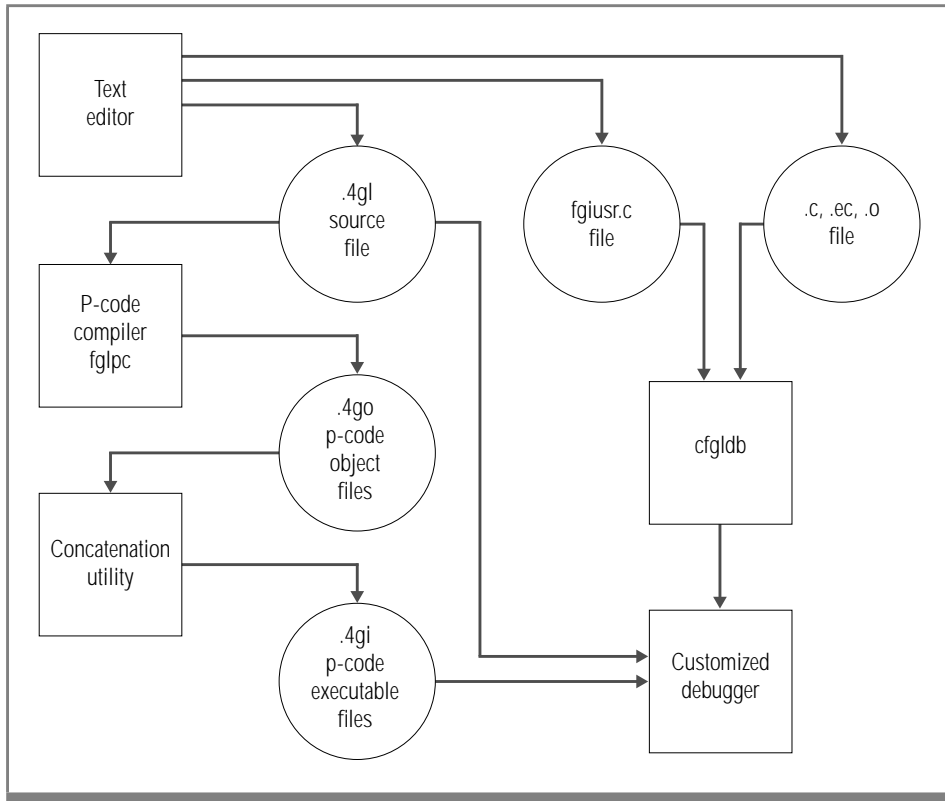 Text
editor
.4gl
source
file
fgiusr.c
file
.c, .ec, .o
file
P-code
compiler
fglpc
.4go
p-code
object
files
cfgldb
Concatenation
utility
.4gi
p-code
executable
files
Customized
debugger